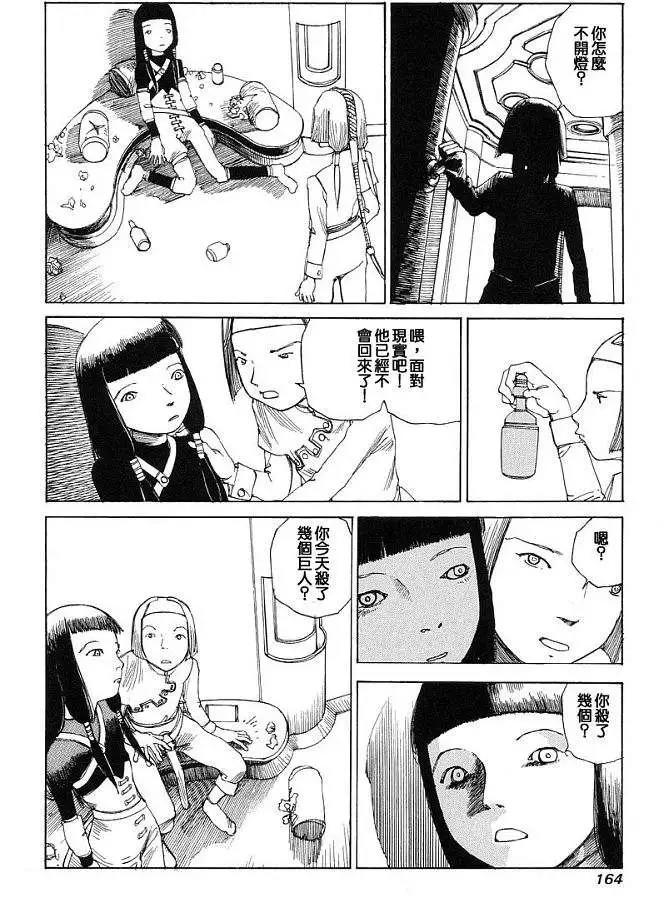 你怎麼
不開燈？
喂，面對
現實吧！
他已經不
會回來了！
嗯？
你殺了
幾個？
你今天殺了
幾個巨人？
164